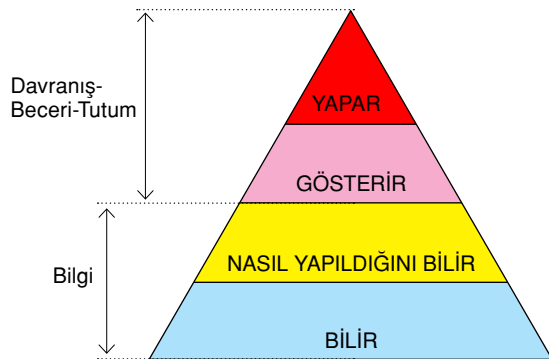 Davranış-
Beceri-Tutum
YAPAR
GÖSTERİR
NASIL YAPILDIĞINI BİLİR
Bilgi
BİLİR